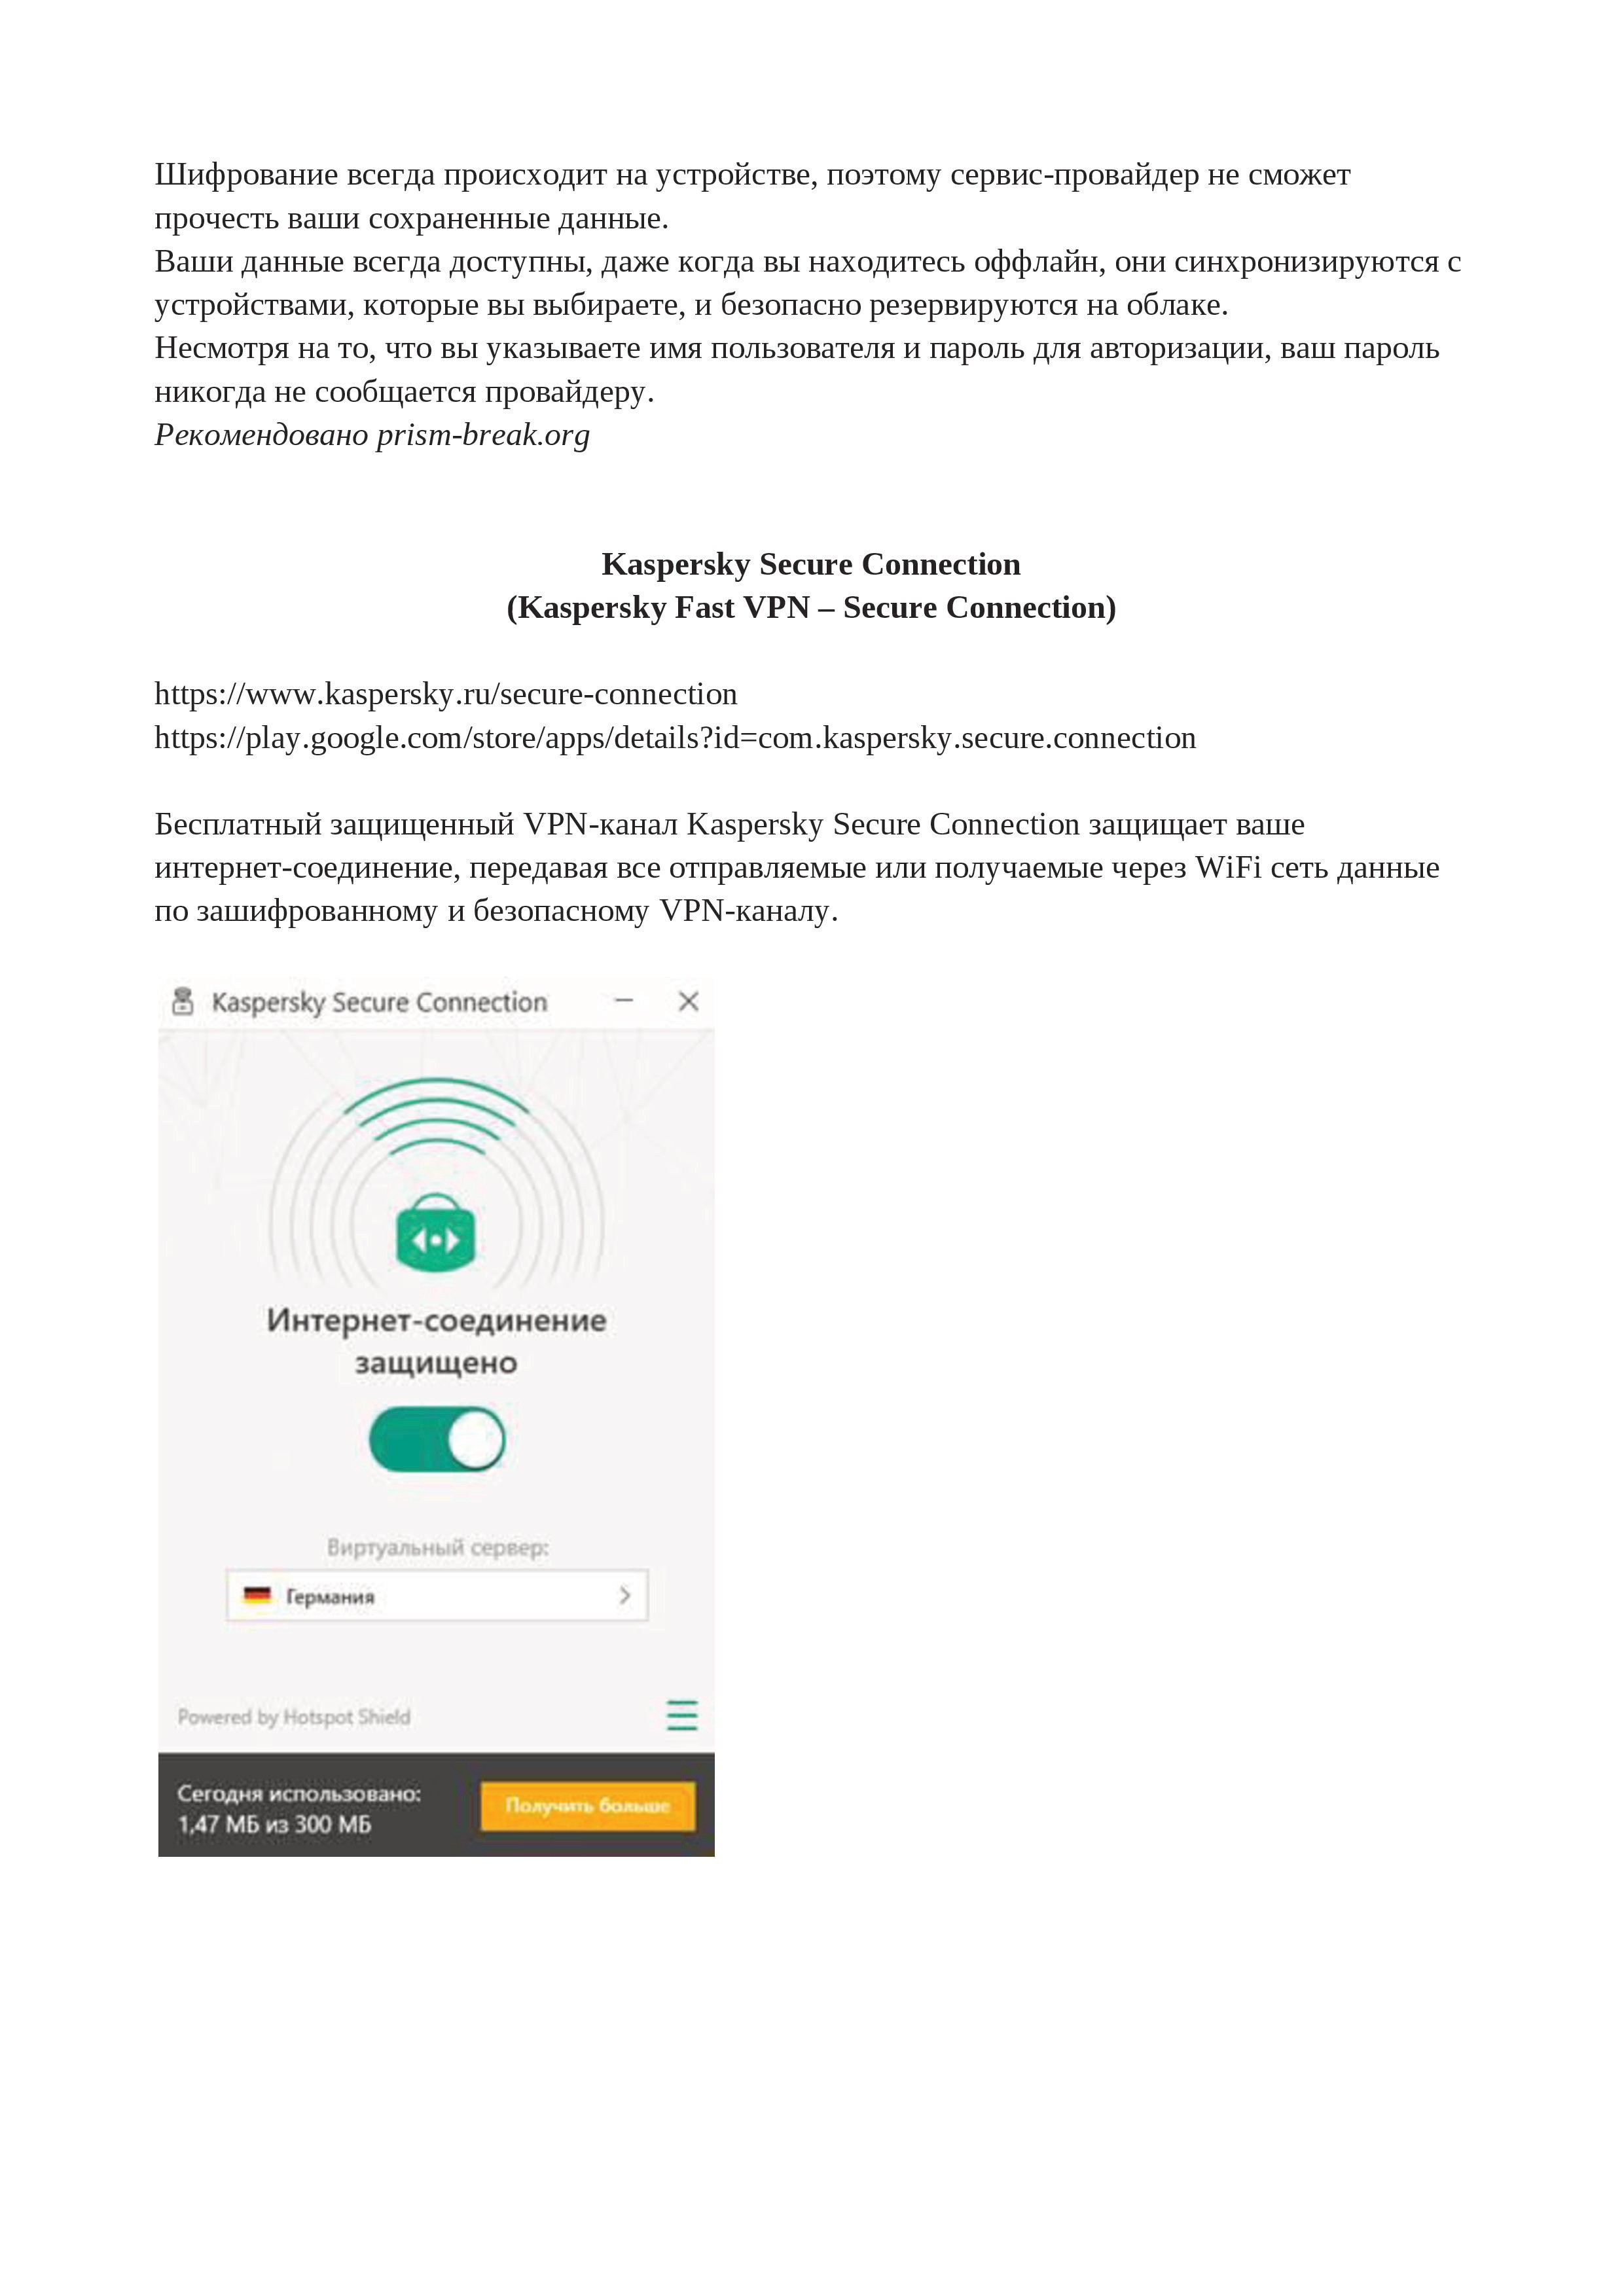 Шифрование всегда происходит на устройстве, поэтому сервис-провайдер не сможет
прочесть ваши сохраненные данные.
Ваши данные всегда доступны, даже когда вы находитесь оффлайн, они синхронизируются с
устройствами, которые вы выбираете, и безопасно резервируются на облаке.
Несмотря на то, что вы указываете имя пользователя и пароль для авторизации, ваш пароль
никогда не сообщается провайдеру.
Рекомендовано prism-break.org
Kaspersky Secure Connection
(Kaspersky Fast VPN – Secure Connection)
https://www.kaspersky.ru/secure-connection
https://play.google.com/store/apps/details?id=com.kaspersky.secure.connection
Бесплатный защищенный VPN-канал Kaspersky Secure Connection защищает ваше
интернет-соединение, передавая все отправляемые или получаемые через WiFi сеть данные
по зашифрованному и безопасному VPN-каналу.
Kaspersky Secure Connection
Интернет-соединение
защищено
Виртуальный сервер:
Германия
Powered by Hotspot Shield
Сегодня использовано:
1,47 МБ из 300 МБ
Получить больше